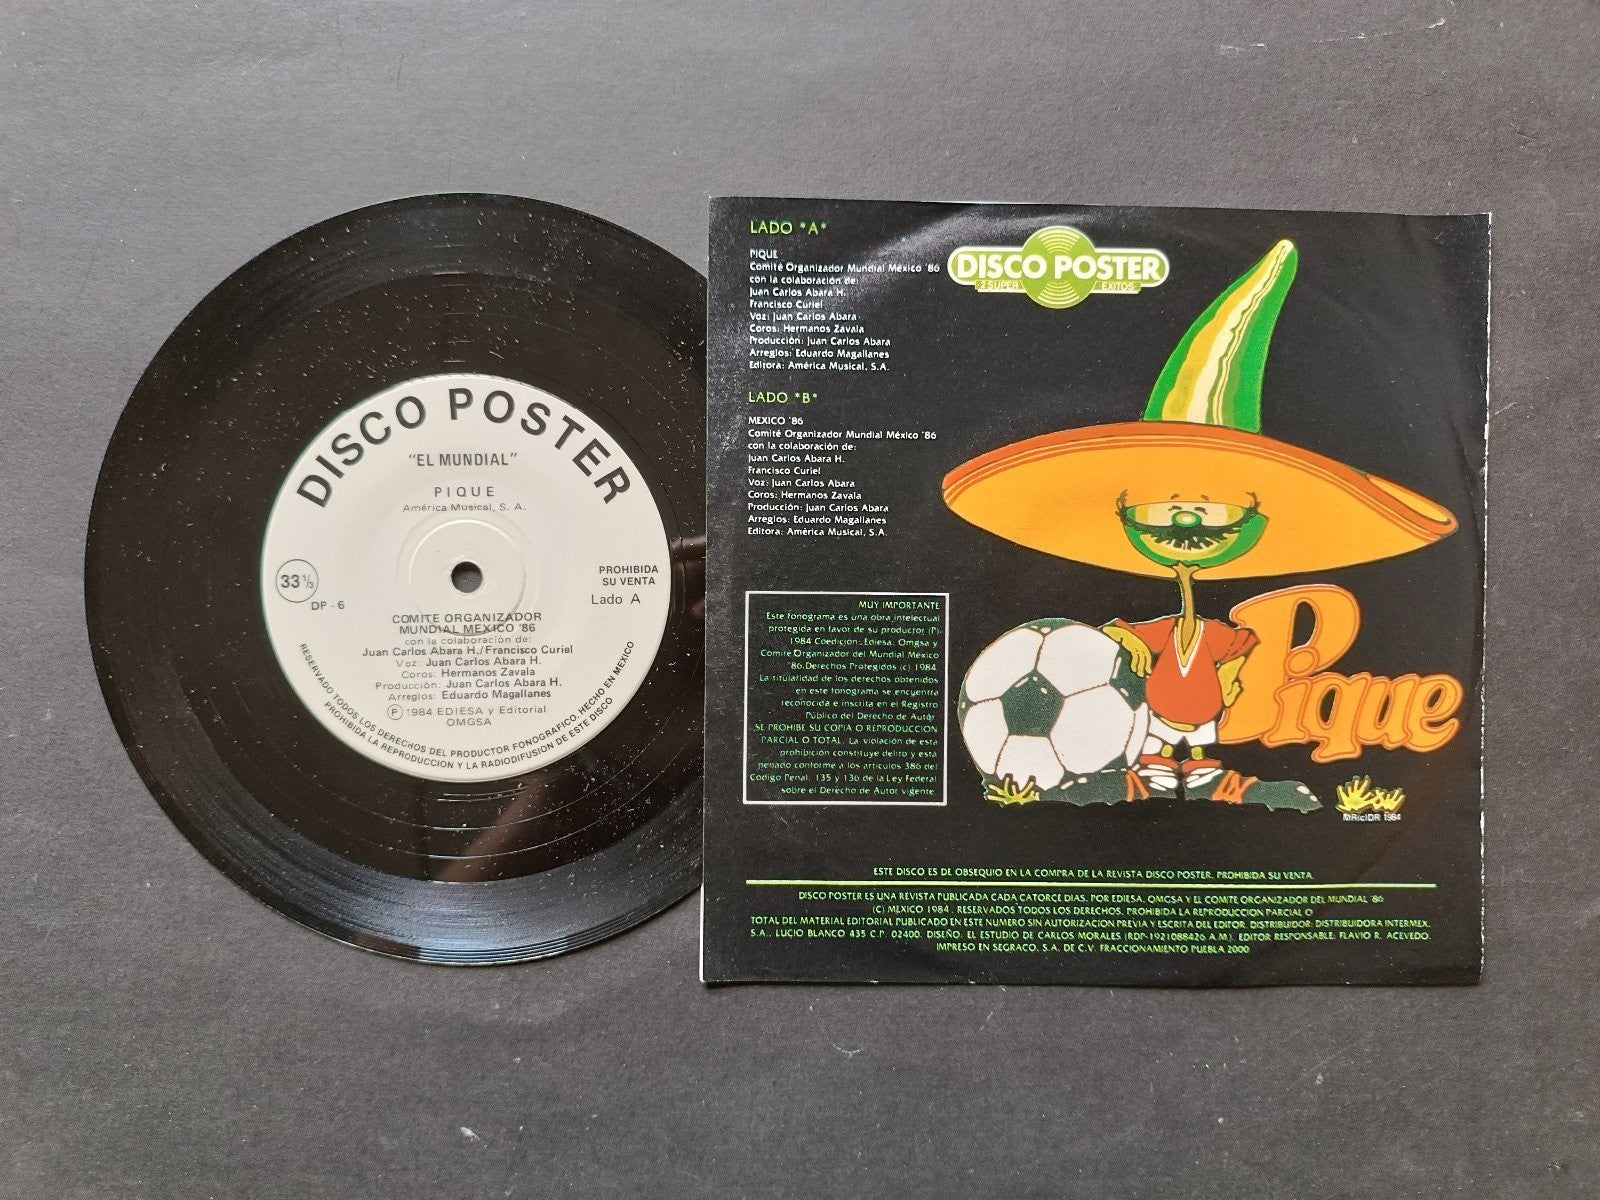 DISCO POSTER
"EL MUNDIAL"
PIQUE
América Musical, S. A.
33 1/3
DP - 6
PROHIBIDA
SU VENTA
Lado A
COMITE ORGANIZADOR
MUNDIAL MEXICO '86
con la colaboración de:
Juan Carlos Abara H./Francisco Curiel
Voz: Juan Carlos Abara H.
Coros: Hermanos Zavala
Producción: Juan Carlos Abara H.
Arreglos: Eduardo Magallanes
Ⓟ 1984 EDIESA y Editorial
OMGSA
RESERVADO TODOS LOS DERECHOS DEL PRODUCTOR FONOGRAFICO. HECHO EN MEXICO
PROHIBIDA LA REPRODUCCION Y LA RADIODIFUSION DE ESTE DISCO
LADO *A*
PIQUE
Comité Organizador Mundial México '86
con la colaboración de:
Juan Carlos Abara H.
Francisco Curiel
Voz: Juan Carlos Abara
Coros: Hermanos Zavala
Producción: Juan Carlos Abara
Arreglos: Eduardo Magallanes
Editora: América Musical, S.A.
LADO *B*
MEXICO '86
Comité Organizador Mundial México '86
con la colaboración de:
Juan Carlos Abara H.
Francisco Curiel
Voz: Juan Carlos Abara
Coros: Hermanos Zavala
Producción: Juan Carlos Abara
Arreglos: Eduardo Magallanes
Editora: América Musical, S.A.
DISCO POSTER
2 SUPER EXITOS
Pique
MUY IMPORTANTE
Este fonograma es una obra intelectual
protegida en favor de su productor (P)
1984 Coedición: Ediesa, Omgsa y
Comite Organizador del Mundial México
'86. Derechos Protegidos (c) 1984.
La titularidad de los derechos obtenidos
en este fonograma se encuentra
reconocida e inscrita en el Registro
Público del Derecho de Autor.
SE PROHIBE SU COPIA O REPRODUCCION
PARCIAL O TOTAL. La violación de esta
prohibición constituye delito y está
penado conforme a los artículos 386 del
Código Penal, 135 y 136 de la Ley Federal
sobre el Derecho de Autor vigente.
1984
ESTE DISCO ES DE OBSEQUIO EN LA COMPRA DE LA REVISTA DISCO POSTER. PROHIBIDA SU VENTA.
DISCO POSTER ES UNA REVISTA PUBLICADA CADA CATORCE DIAS, POR EDIESA, OMGSA Y EL COMITE ORGANIZADOR DEL MUNDIAL '86
(C) MEXICO 1984. RESERVADOS TODOS LOS DERECHOS. PROHIBIDA LA REPRODUCCION PARCIAL O
TOTAL DEL MATERIAL EDITORIAL PUBLICADO EN ESTE NUMERO SIN AUTORIZACION PREVIA Y ESCRITA DEL EDITOR. DISTRIBUIDOR: DISTRIBUIDORA INTERMEX,
S.A., LUCIO BLANCO 435 C.P. 02400. DISEÑO: EL ESTUDIO DE CARLOS MORALES (RDP-1921088426 A.M.). EDITOR RESPONSABLE: FLAVIO R. ACEVEDO.
IMPRESO EN SEGRACO, S.A. DE C.V. FRACCIONAMIENTO PUEBLA 2000